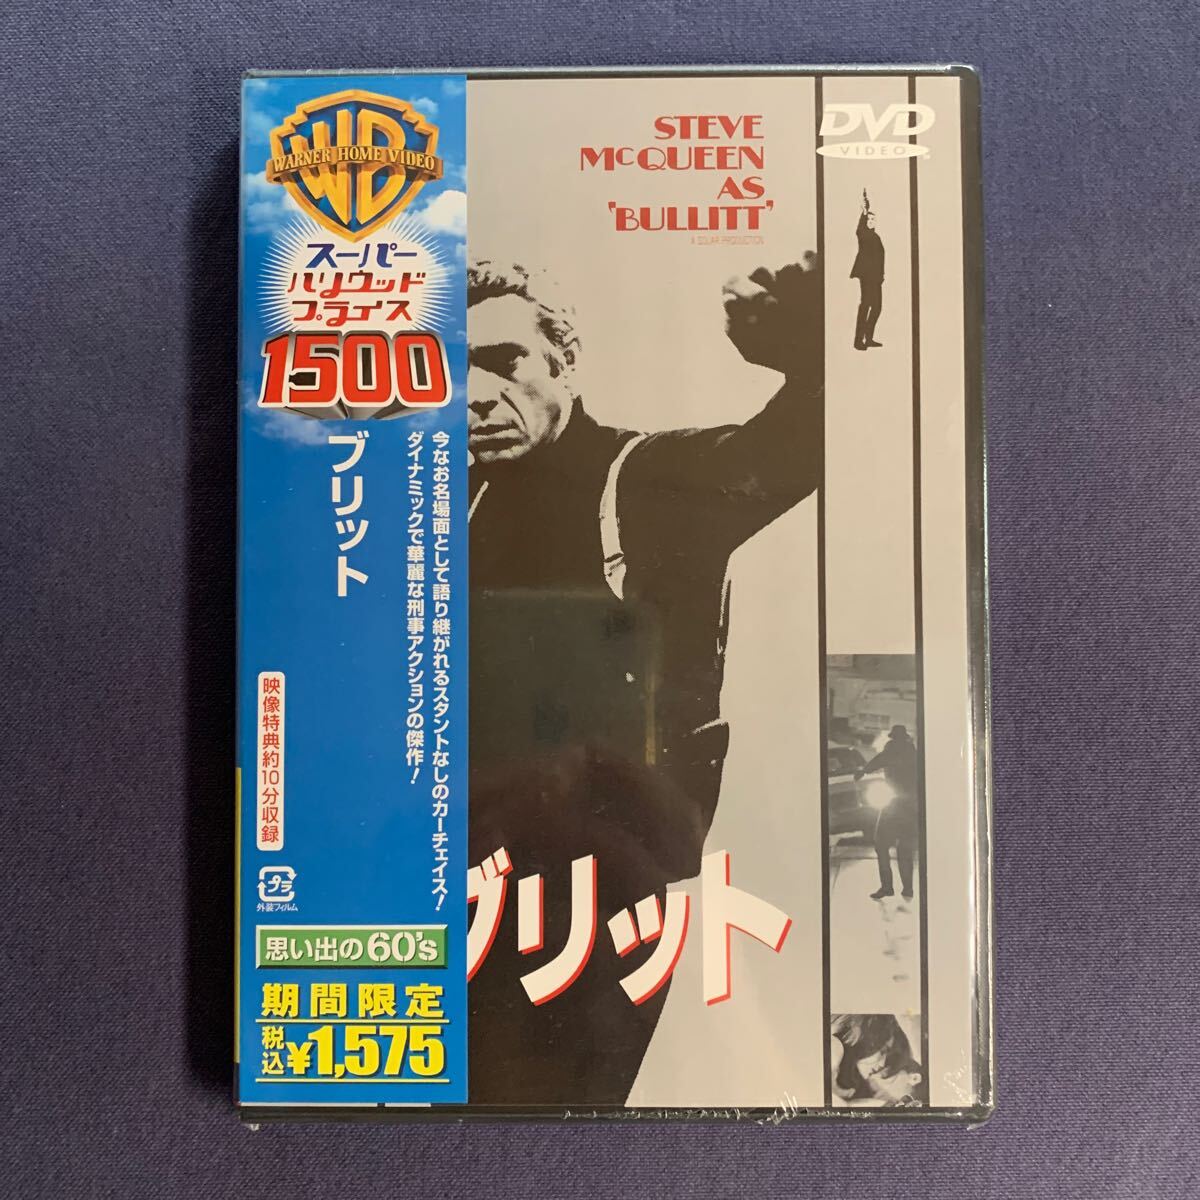 WB
WARNER HOME VIDEO
スーパー
ハリウッド
プライス
1500
ブリット
今なお名場面として語り継がれるスタントなしのカーチェイス!
ダイナミックで華麗な刑事アクションの傑作!
映像特典約10分収録
プラ
外装フィルム
思い出の60's
期間限定
税込¥1,575
STEVE
McQUEEN
AS
'BULLITT'
A SOLAR PRODUCTION
DVD
VIDEO
ブリット